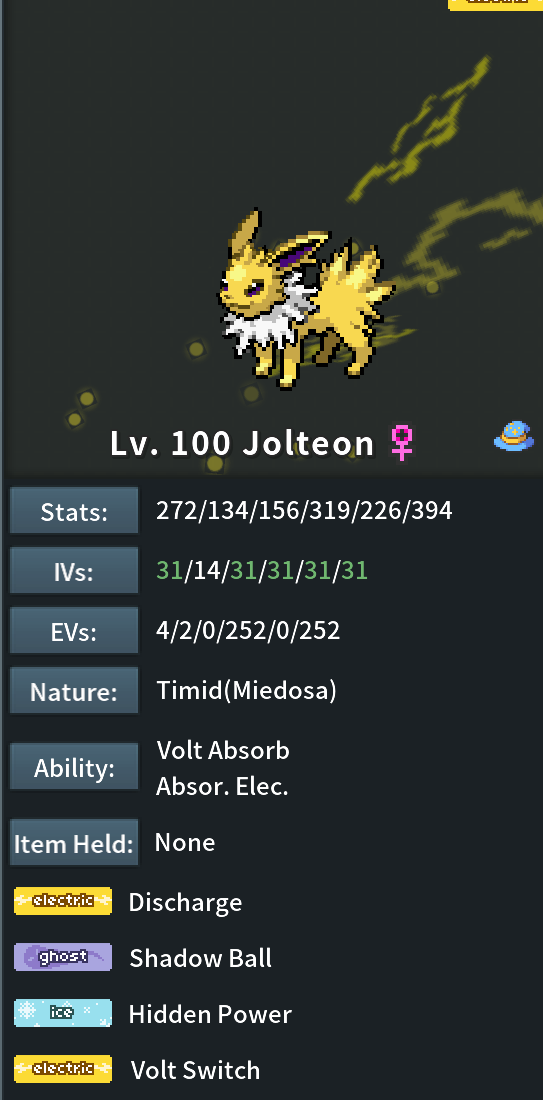 Lv. 100 Jolteon ♀
Stats: 272/134/156/319/226/394
IVs: 31/14/31/31/31/31
EVs: 4/2/0/252/0/252
Nature: Timid(Miedosa)
Ability: Volt Absorb
Absor. Elec.
Item Held: None
electric Discharge
ghost Shadow Ball
ice Hidden Power
electric Volt Switch